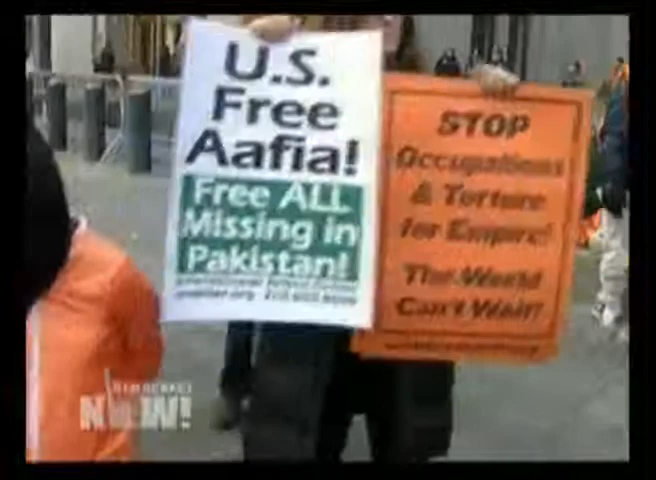 U.S.
Free
Aafia!
Free ALL
Missing in
Pakistan!
STOP
Occupations
& Torture
for Empire!
The World
Can't Wait!
DEMOCRACY
NOW!